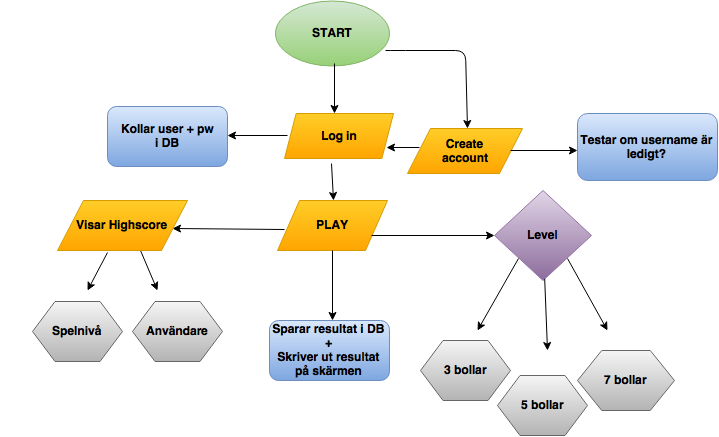 START
Kollar user + pw
i DB
Log in
Create
account
Testar om username är
ledigt?
Visar Highscore
PLAY
Level
Spelnivå
Användare
Sparar resultat i DB
+
Skriver ut resultat
på skärmen
3 bollar
5 bollar
7 bollar